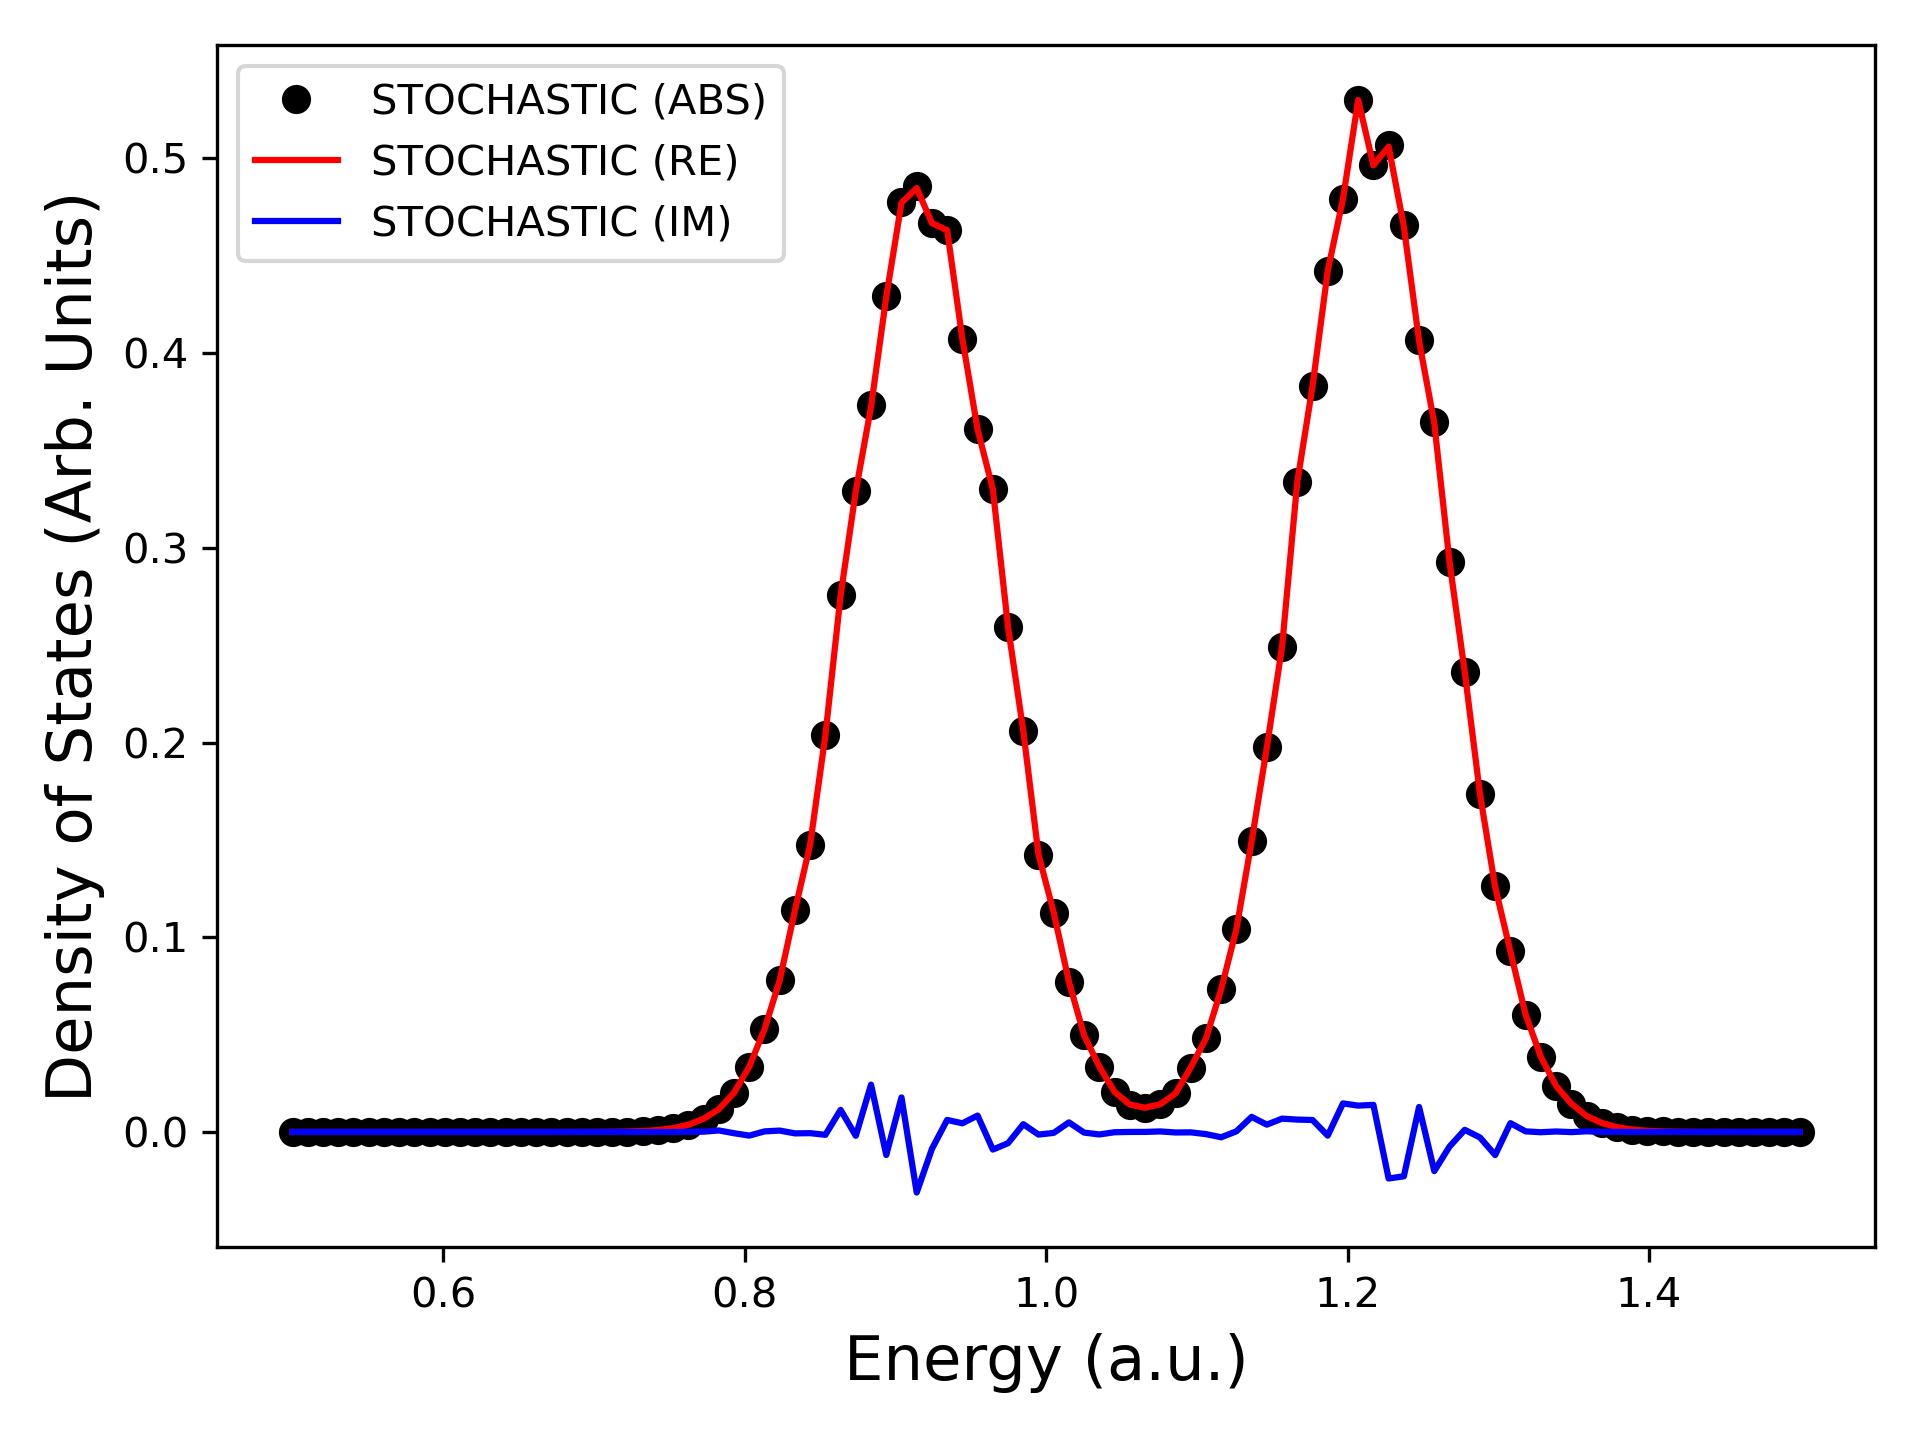 STOCHASTIC (ABS)
STOCHASTIC (RE)
STOCHASTIC (IM)
Density of States (Arb. Units)
0.5
0.4
0.3
0.2
0.1
0.0
0.6 0.8 1.0 1.2 1.4
Energy (a.u.)